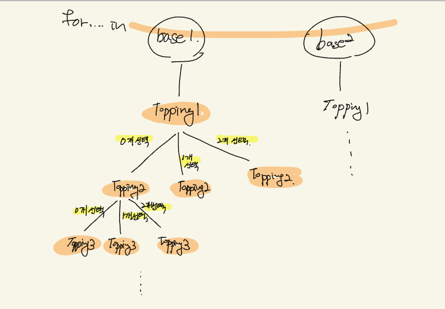 for.... in
base1.
base2
Topping1
Topping1
0개 선택
1개
선택
2개 선택
Topping2
Topping2
Topping2.
0개 선택
1개 선택
2개 선택
Topping3
Topping3
Topping3